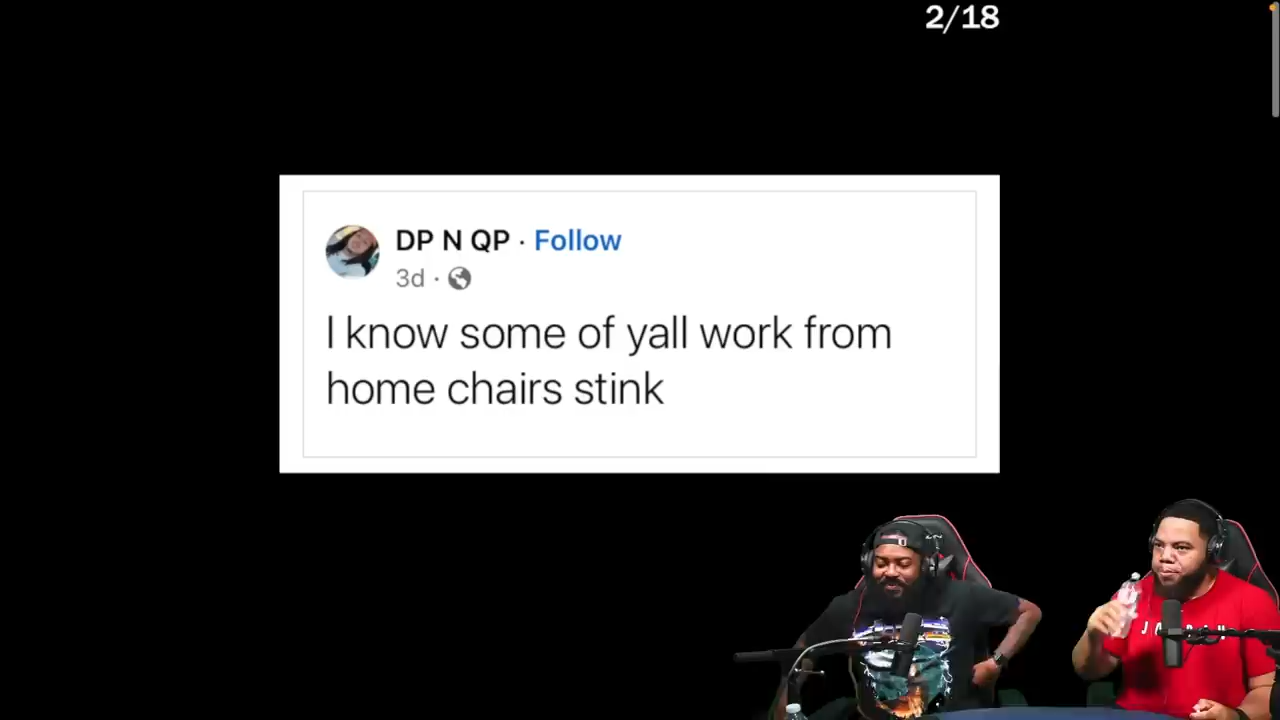 2/18
DP N QP · Follow
3d ·
I know some of yall work from
home chairs stink